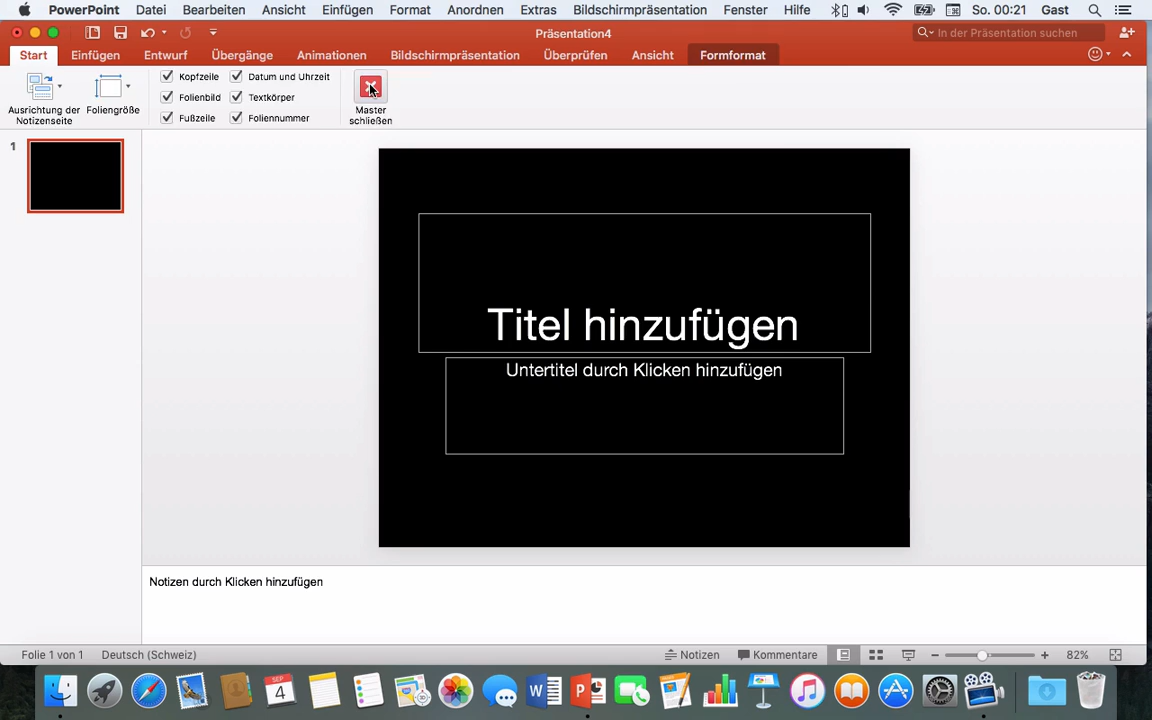 PowerPoint Datei Bearbeiten Ansicht Einfügen Format Anordnen Extras Bildschirmpräsentation Fenster Hilfe So. 00:21 Gast
Präsentation4
In der Präsentation suchen
Start Einfügen Entwurf Übergänge Animationen Bildschirmpräsentation Überprüfen Ansicht Formformat
Kopfzeile Datum und Uhrzeit
Folienbild Textkörper
Fußzeile Foliennummer
Ausrichtung der
Notizenseite
Foliengröße
Master
schließen
1
Titel hinzufügen
Untertitel durch Klicken hinzufügen
Notizen durch Klicken hinzufügen
Folie 1 von 1 Deutsch (Schweiz) Notizen Kommentare 82%
SEP
4